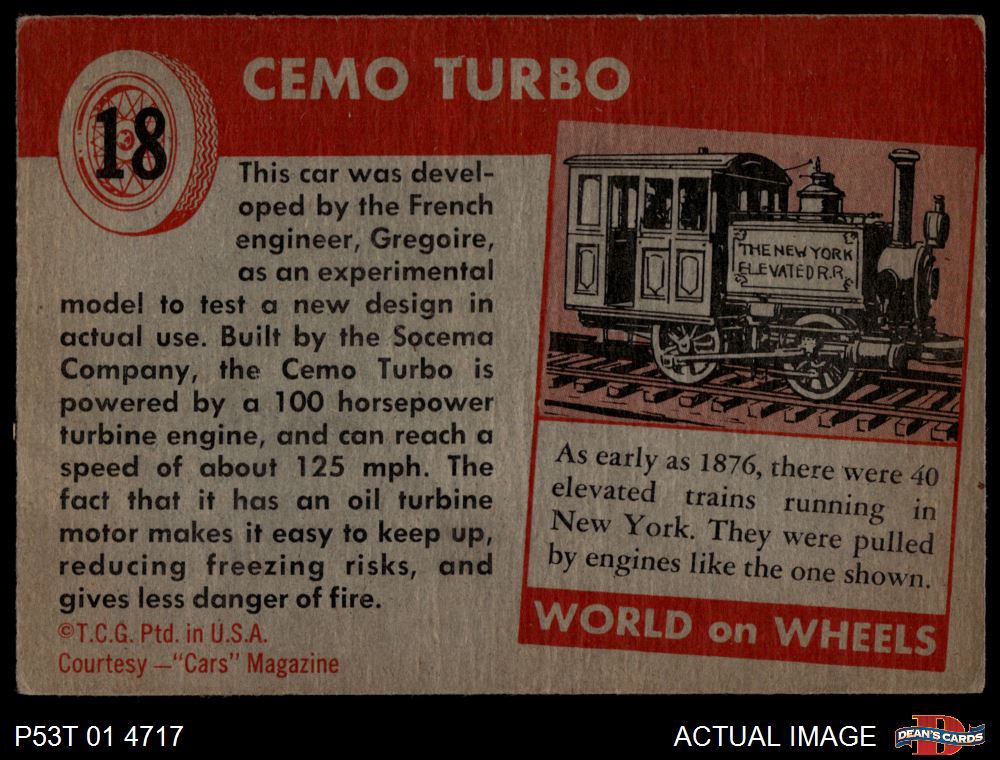 CEMO TURBO
18
This car was devel-
oped by the French
engineer, Gregoire,
as an experimental
model to test a new design in
actual use. Built by the Socema
Company, the Cemo Turbo is
powered by a 100 horsepower
turbine engine, and can reach a
speed of about 125 mph. The
fact that it has an oil turbine
motor makes it easy to keep up,
reducing freezing risks, and
gives less danger of fire.
©T.C.G. Ptd. in U.S.A.
Courtesy —"Cars" Magazine
THE NEW YORK
ELEVATED R.R.
As early as 1876, there were 40
elevated trains running in
New York. They were pulled
by engines like the one shown.
WORLD on WHEELS
P53T 01 4717
ACTUAL IMAGE
D
DEAN'S CARDS